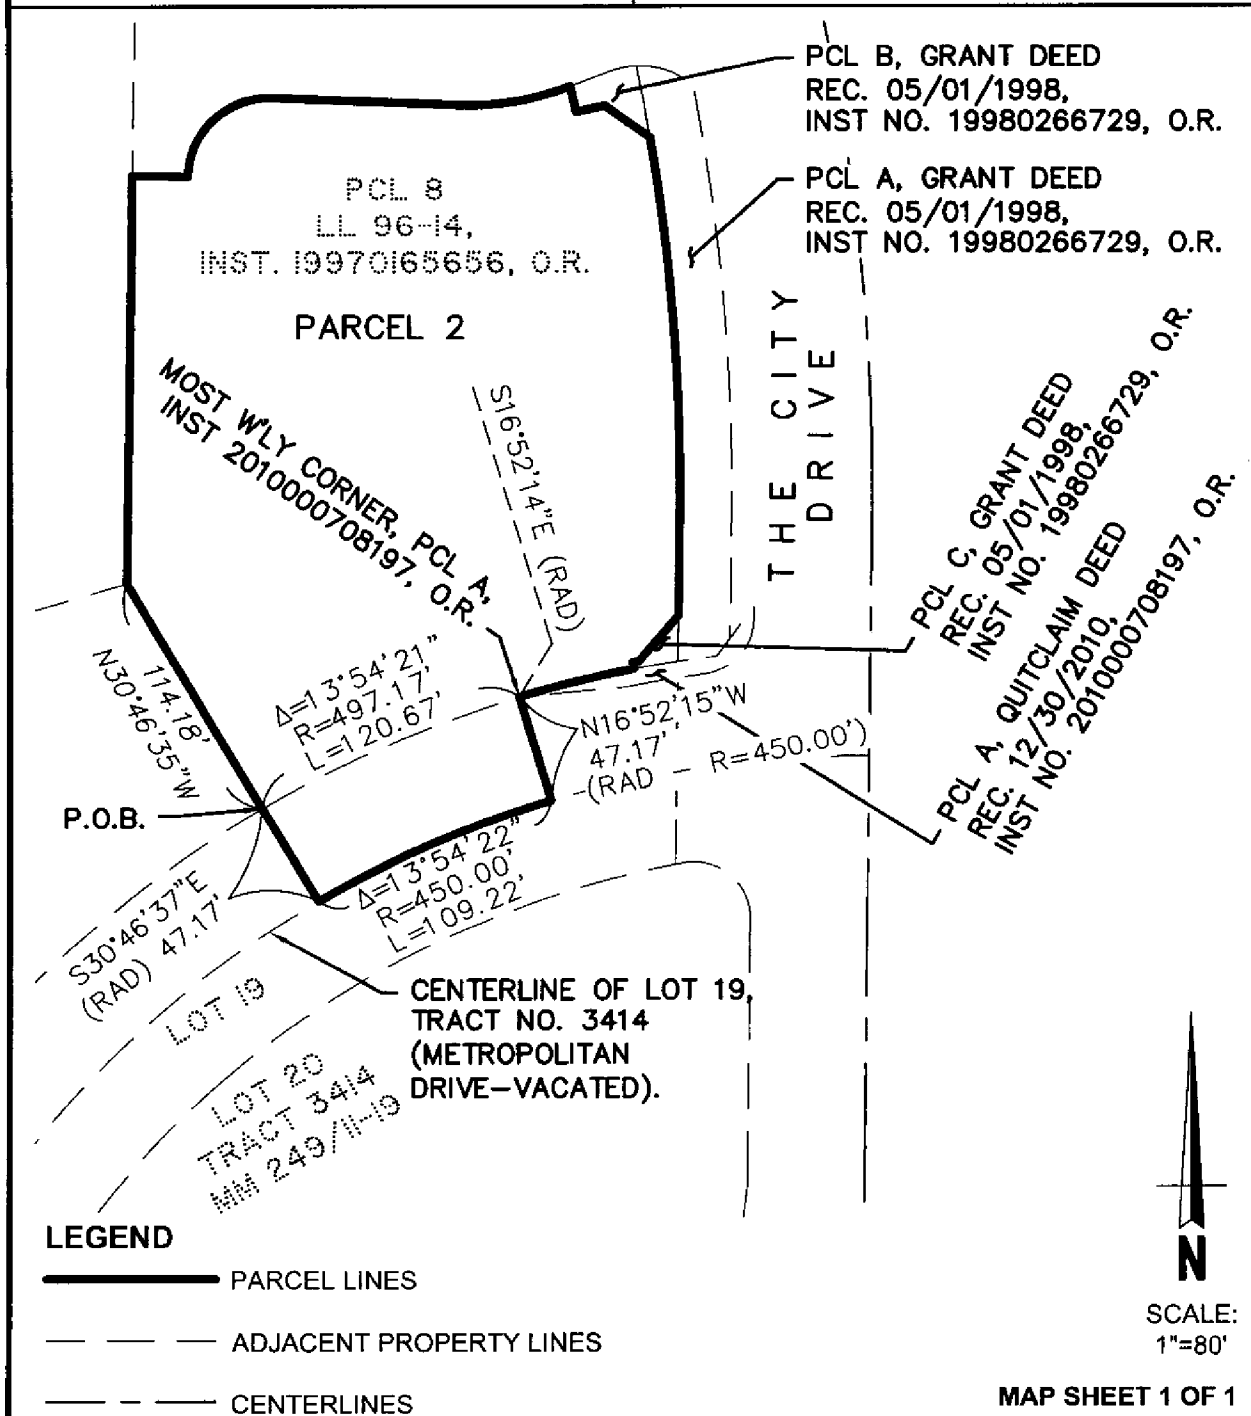 PCL B, GRANT DEED
REC. 05/01/1998,
INST NO. 19980266729, O.R.
PCL A, GRANT DEED
REC. 05/01/1998,
INST NO. 19980266729, O.R.
PCL 8
LL 96-14,
INST. 19970165656, O.R.
PARCEL 2
MOST W'LY CORNER, PCL A,
INST 2010000708197, O.R.
S16°52'14"E (RAD)
THE CITY
DRIVE
PCL C, GRANT DEED
REC. 05/01/1998,
INST NO. 19980266729, O.R.
PCL A, QUITCLAIM DEED
REC. 12/30/2010,
INST NO. 2010000708197, O.R.
114.18'
N30°46'35"W
Δ=13°54'21"
R=497.17'
L=120.67'
N16°52'15"W
47.17'
(RAD - R=450.00')
P.O.B.
Δ=13°54'22"
R=450.00'
L=109.22'
S30°46'37"E
(RAD) 47.17'
LOT 19
CENTERLINE OF LOT 19,
TRACT NO. 3414
(METROPOLITAN
DRIVE-VACATED).
LOT 20
TRACT 3414
MM 249/11-19
LEGEND
PARCEL LINES
ADJACENT PROPERTY LINES
CENTERLINES
N
SCALE:
1"=80'
MAP SHEET 1 OF 1